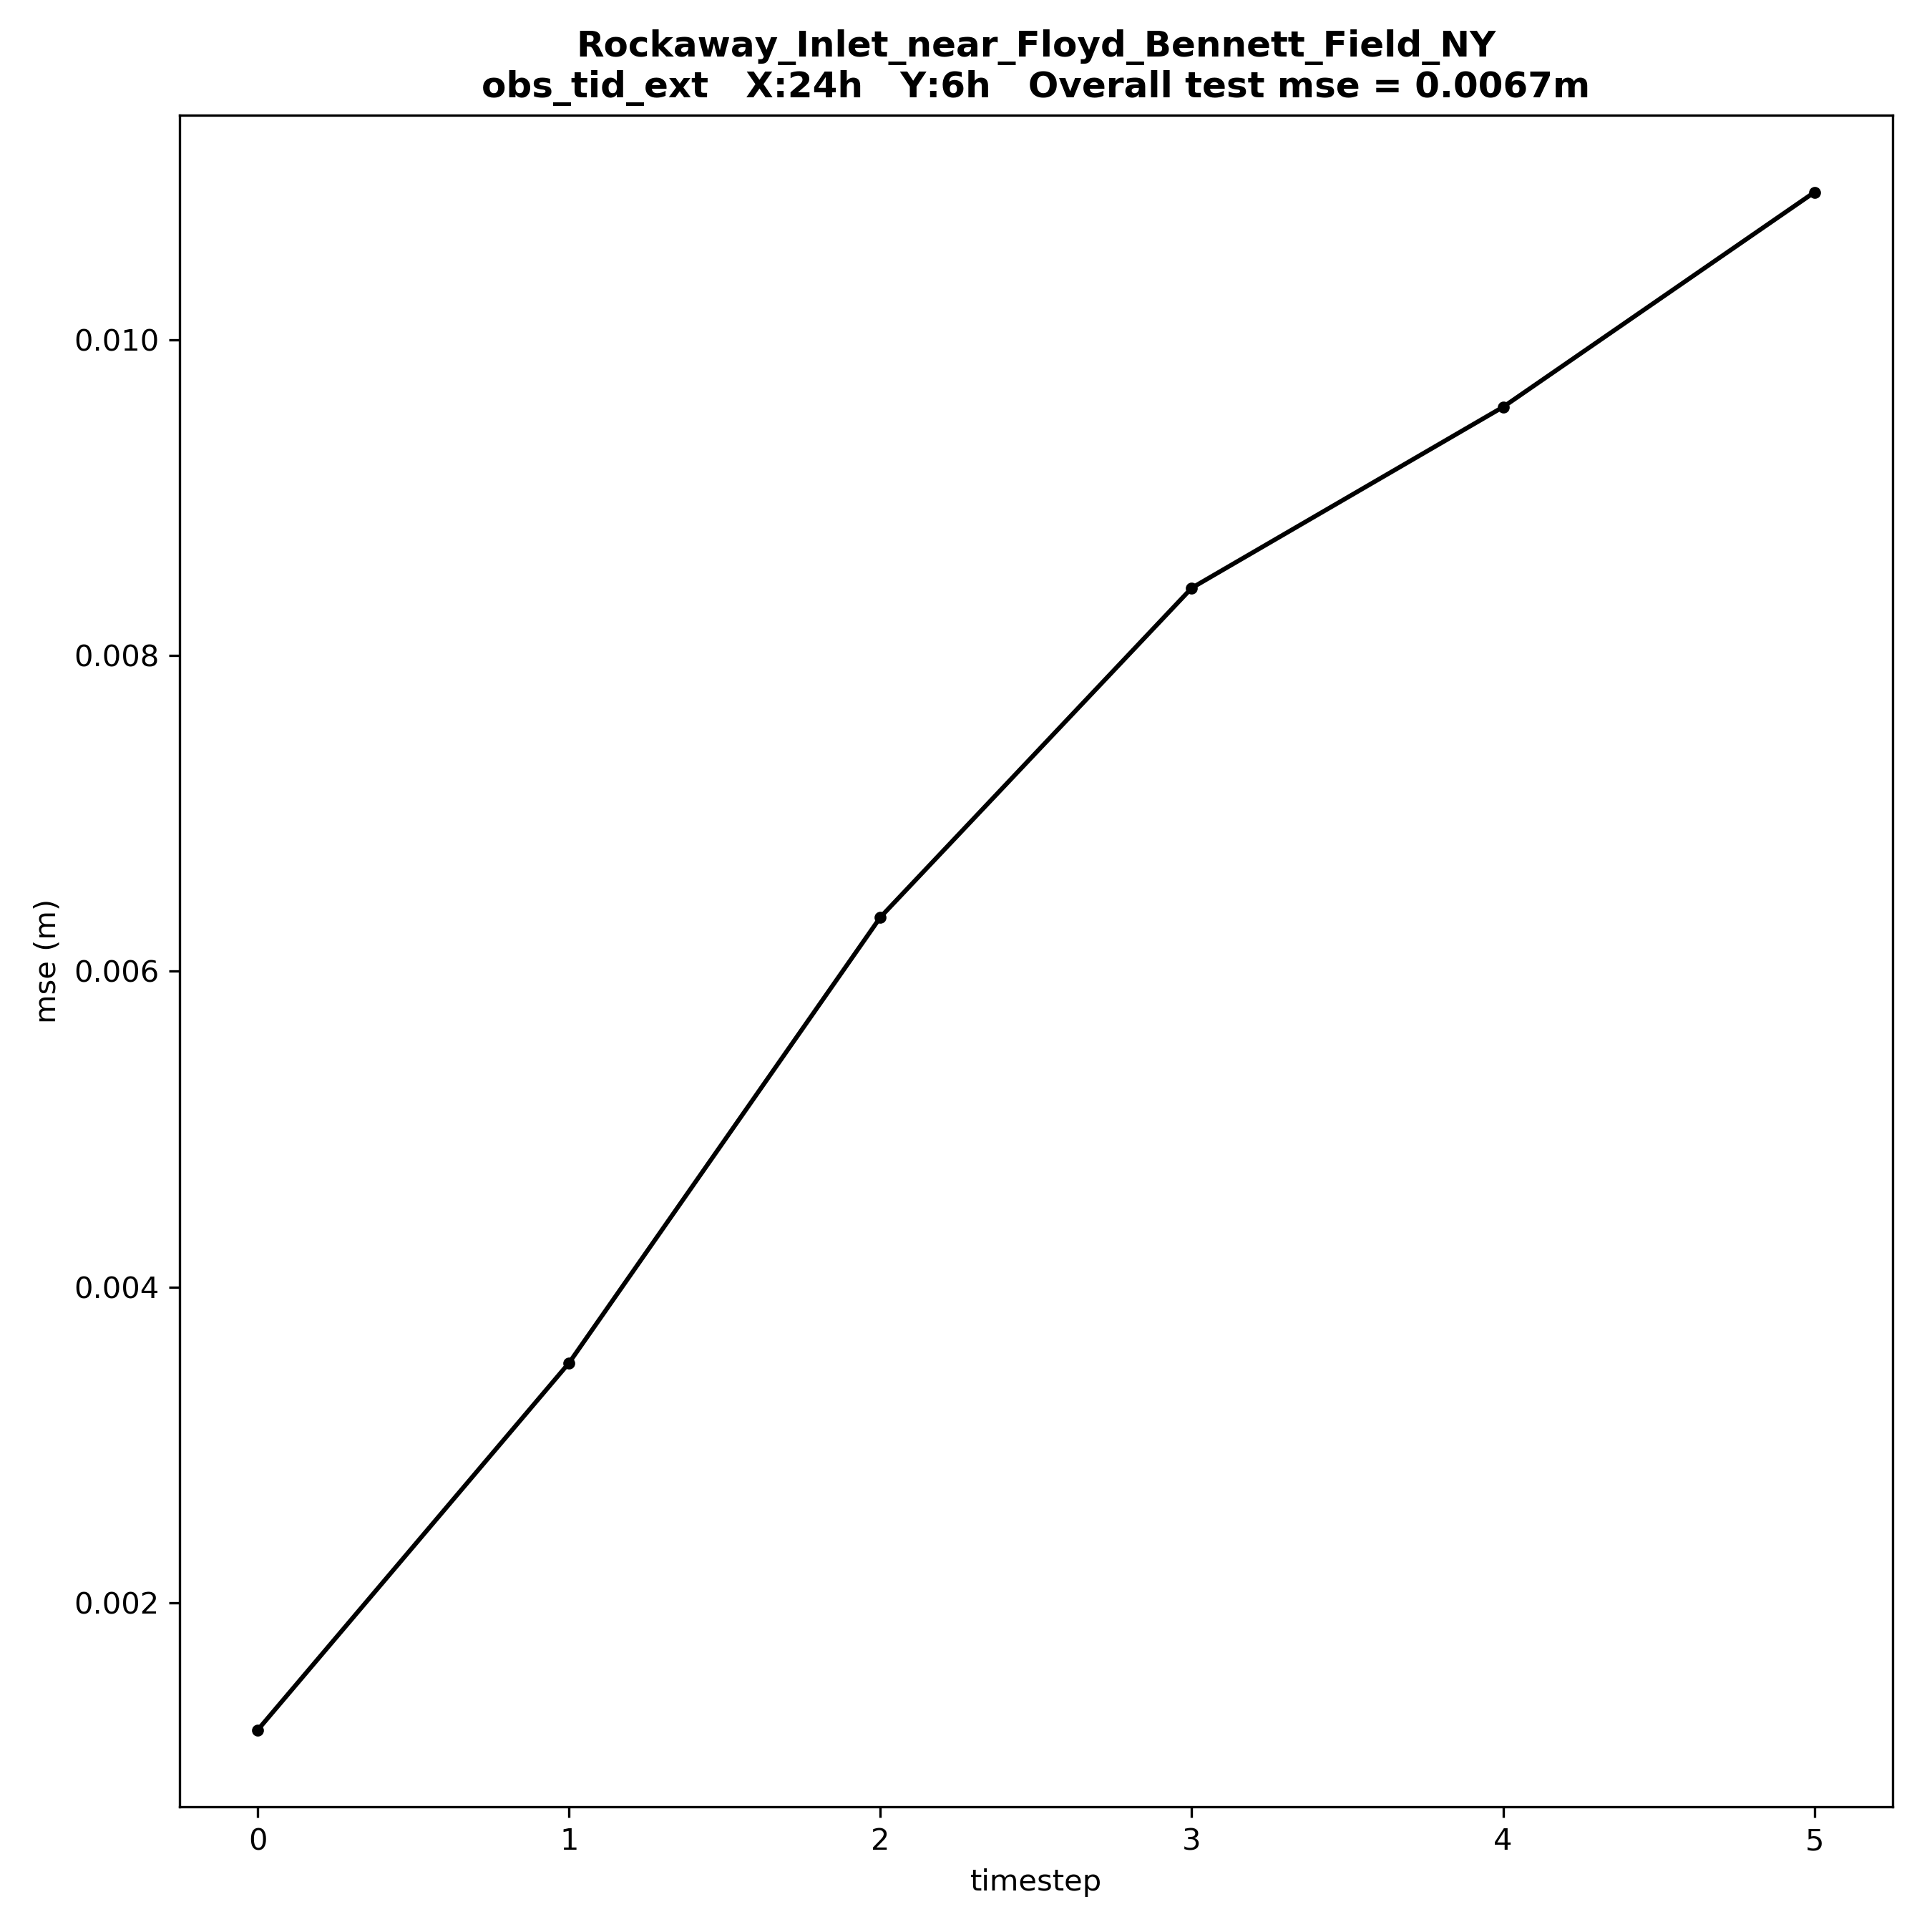 Rockaway_Inlet_near_Floyd_Bennett_Field_NY
obs_tid_ext   X:24h   Y:6h   Overall test mse = 0.0067m
0.010
0.008
0.006
0.004
0.002
mse (m)
0 1 2 3 4 5
timestep